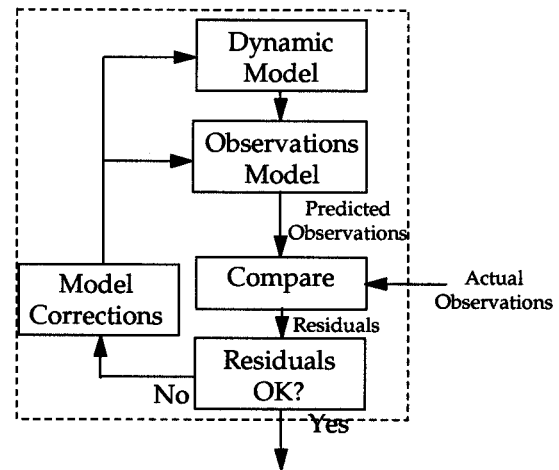 Dynamic
Model
Observations
Model
Predicted
Observations
Compare
Actual
Observations
Model
Corrections
Residuals
Residuals
OK?
No
Yes